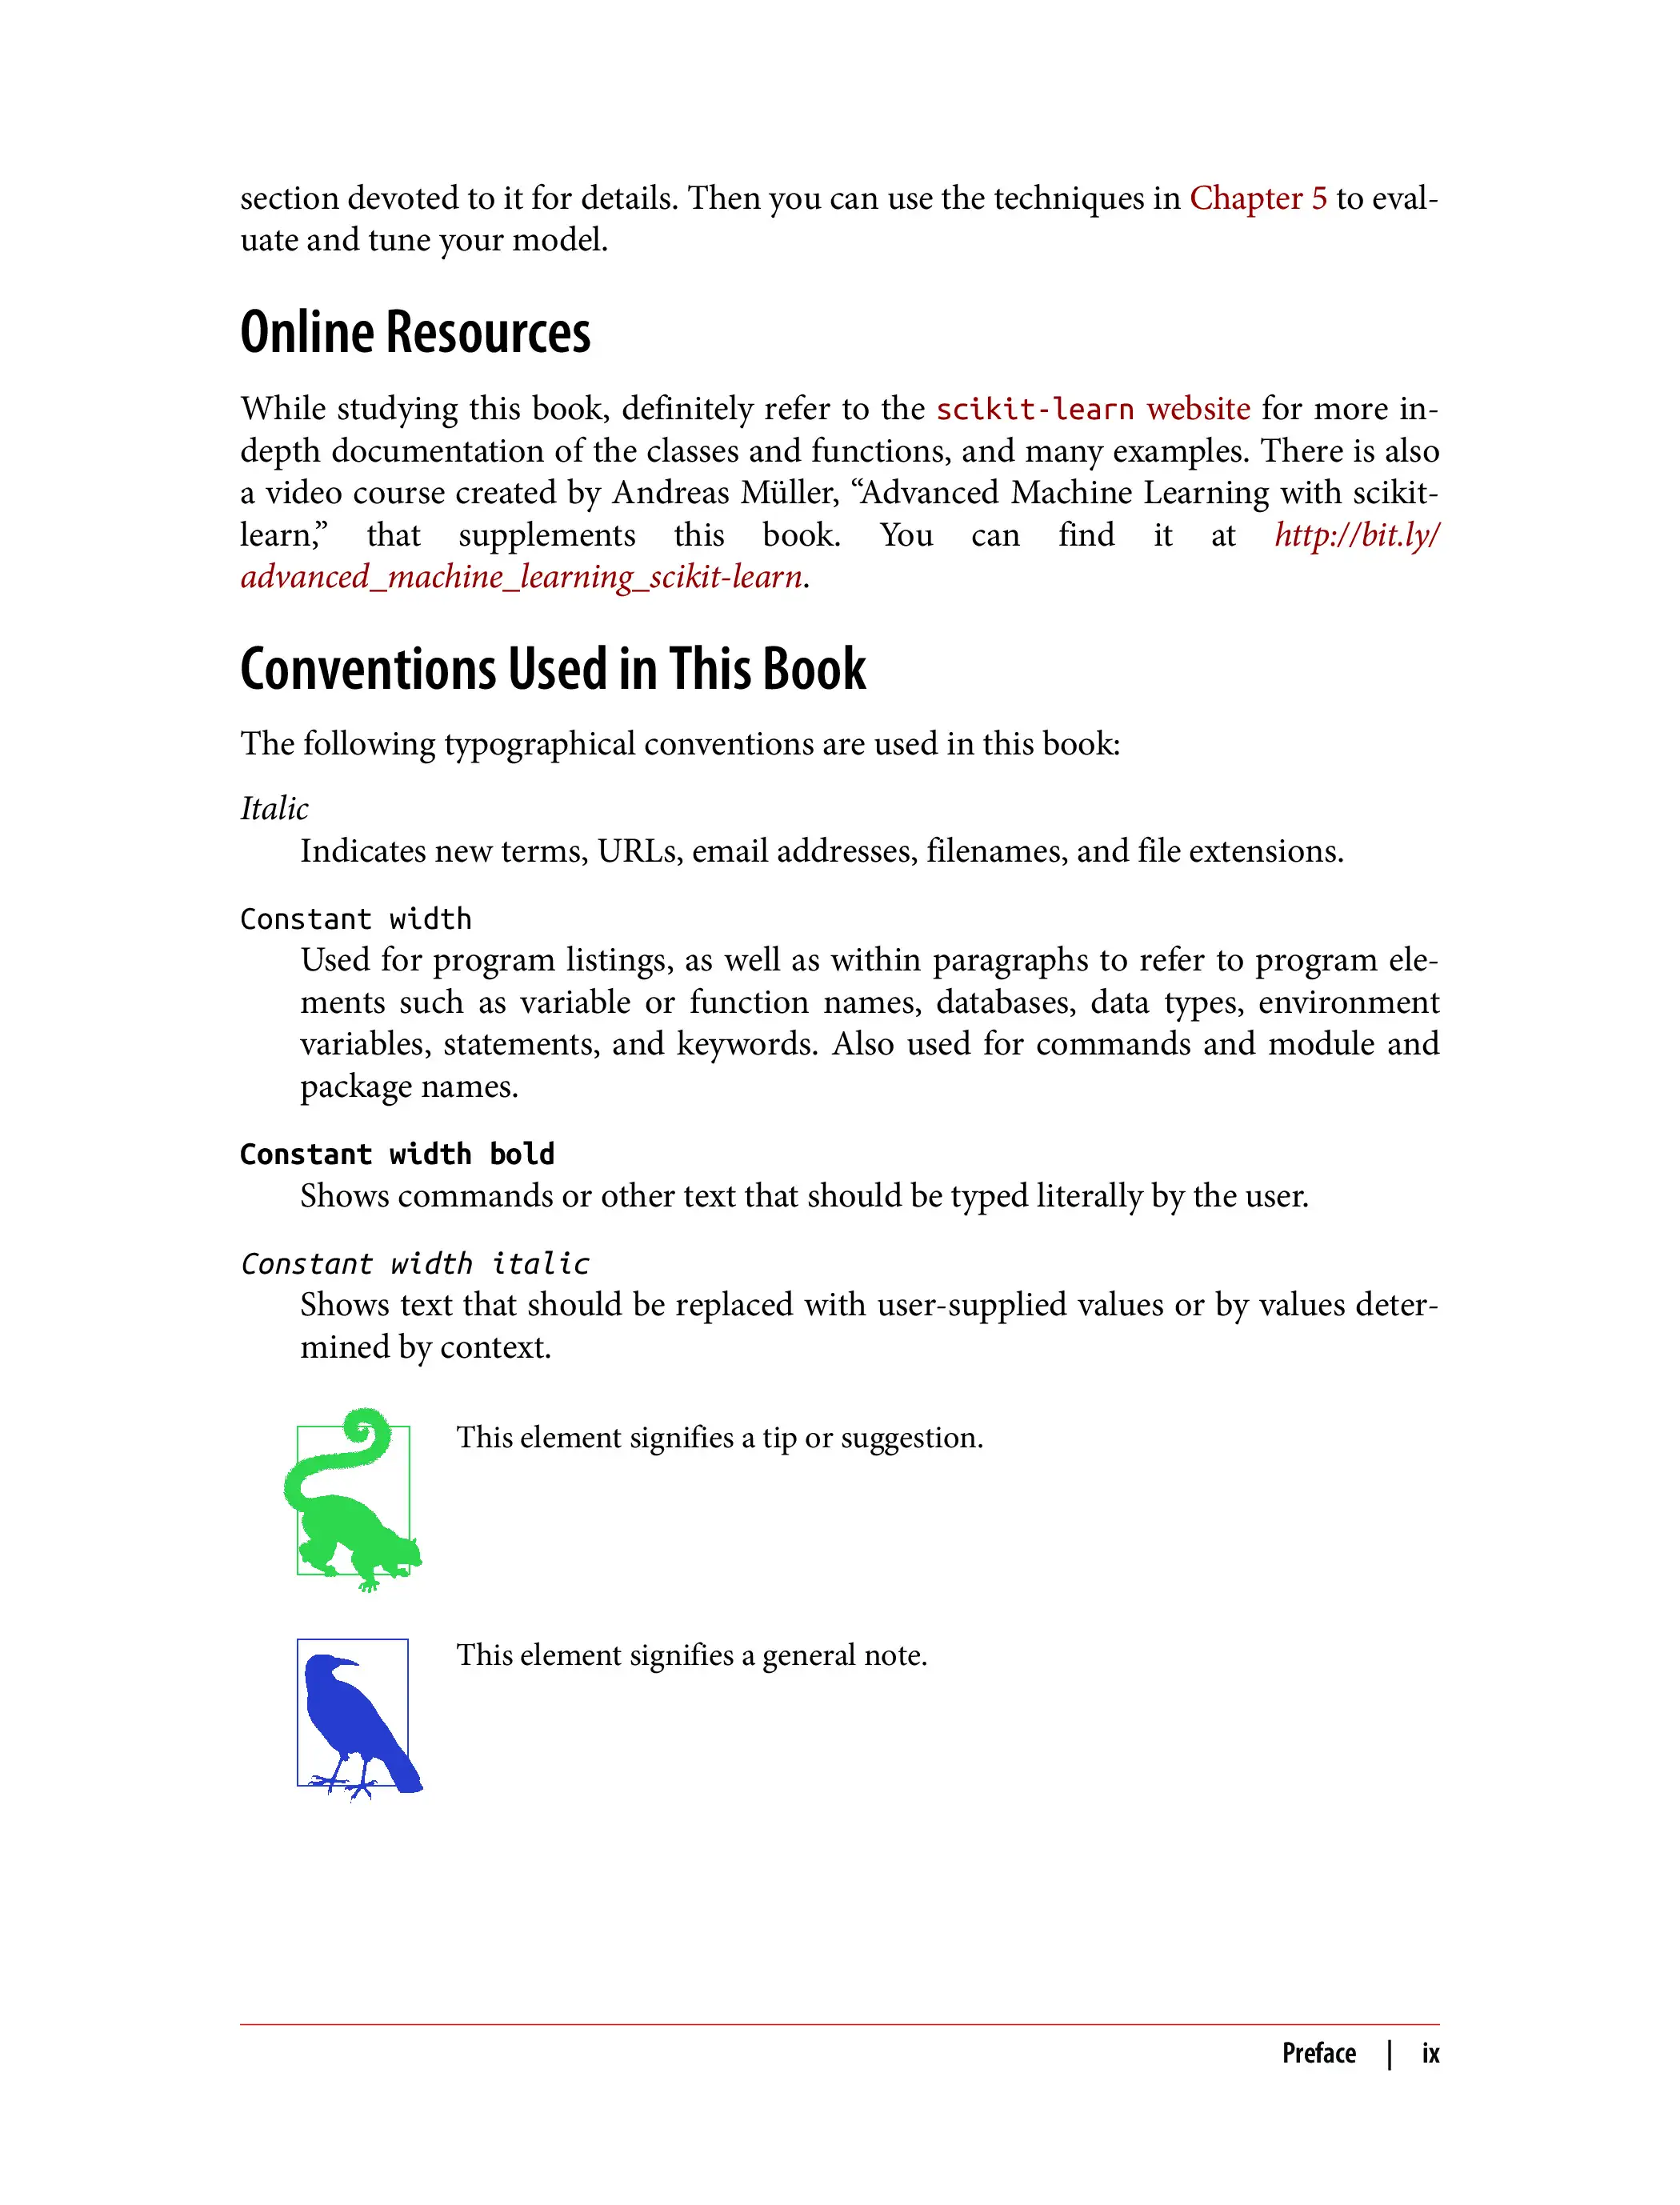 section devoted to it for details. Then you can use the techniques in Chapter 5 to eval-
uate and tune your model.
Online Resources
While studying this book, definitely refer to the scikit-learn website for more in-
depth documentation of the classes and functions, and many examples. There is also
a video course created by Andreas Müller, “Advanced Machine Learning with scikit-
learn,” that supplements this book. You can find it at http://bit.ly/
advanced_machine_learning_scikit-learn.
Conventions Used in This Book
The following typographical conventions are used in this book:
Italic
Indicates new terms, URLs, email addresses, filenames, and file extensions.
Constant width
Used for program listings, as well as within paragraphs to refer to program ele-
ments such as variable or function names, databases, data types, environment
variables, statements, and keywords. Also used for commands and module and
package names.
Constant width bold
Shows commands or other text that should be typed literally by the user.
Constant width italic
Shows text that should be replaced with user-supplied values or by values deter-
mined by context.
This element signifies a tip or suggestion.
This element signifies a general note.
Preface | ix